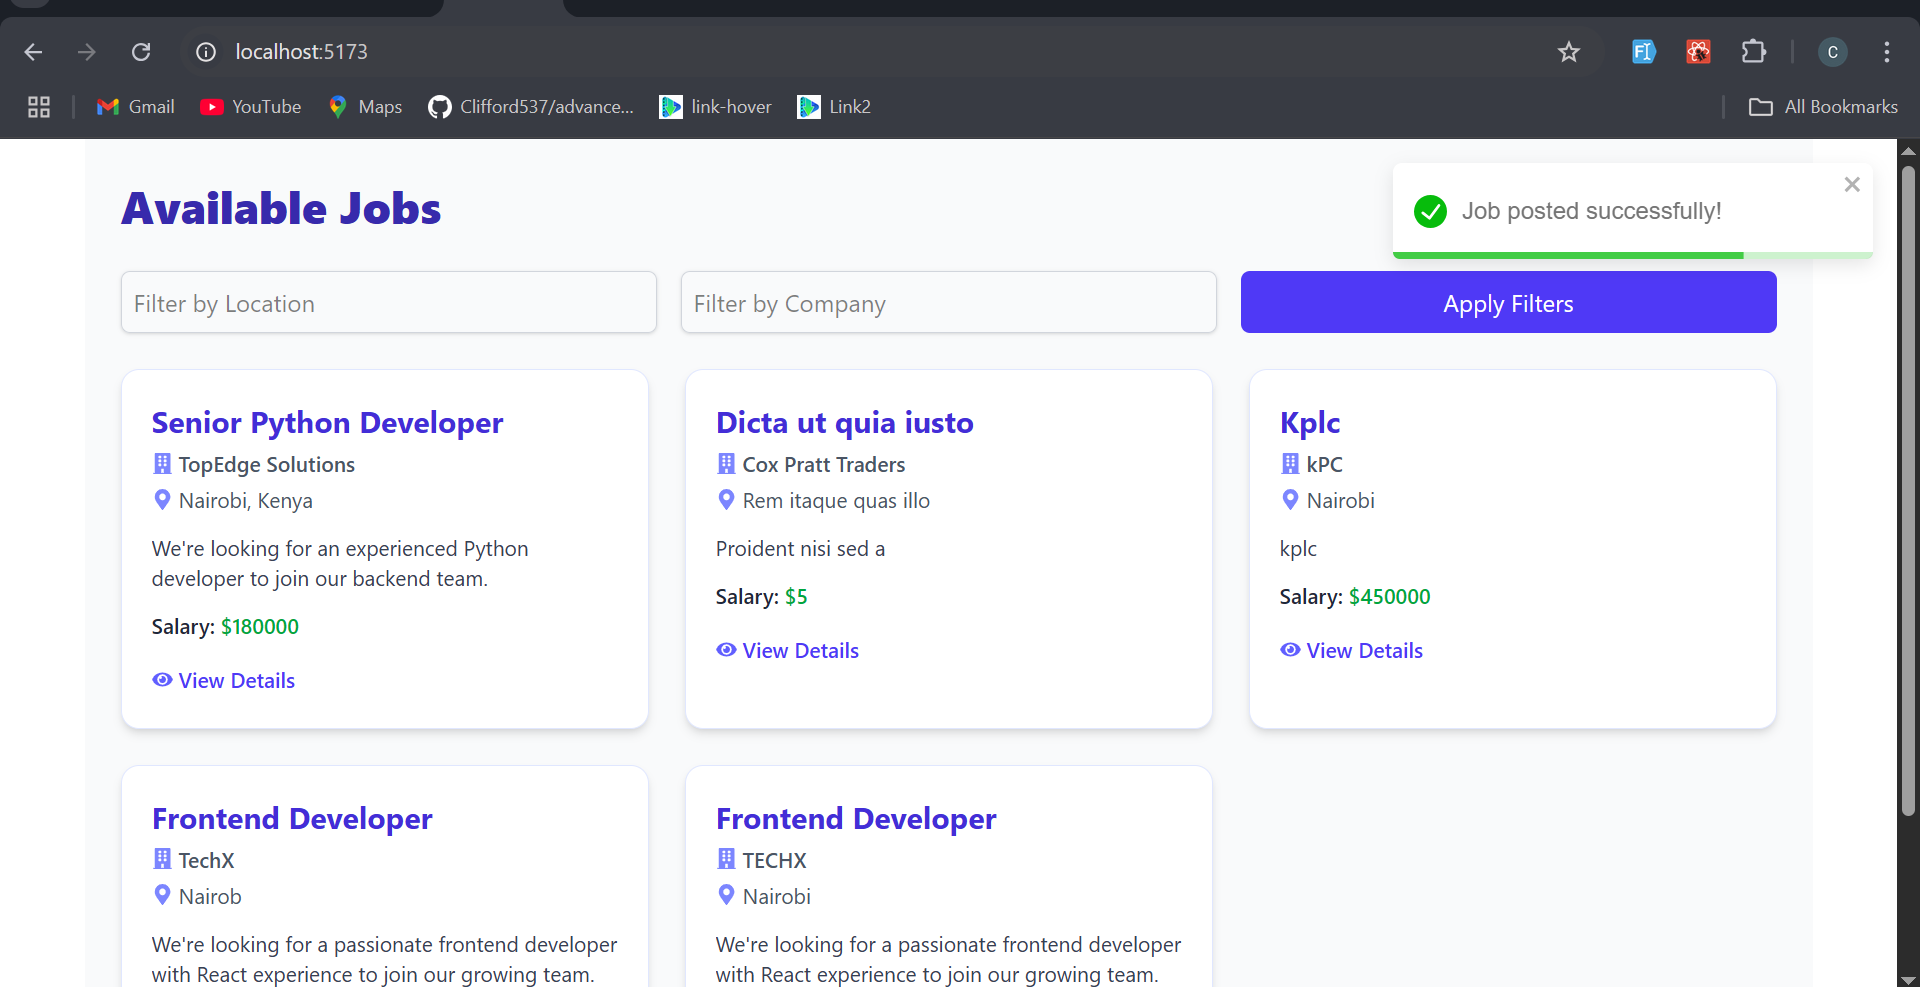 localhost:5173
C
Gmail
YouTube
Maps
Clifford537/advance...
link-hover
Link2
All Bookmarks
Available Jobs
Job posted successfully!
Filter by Location
Filter by Company
Apply Filters
Senior Python Developer
TopEdge Solutions
Nairobi, Kenya
We're looking for an experienced Python
developer to join our backend team.
Salary: $180000
View Details
Dicta ut quia iusto
Cox Pratt Traders
Rem itaque quas illo
Proident nisi sed a
Salary: $5
View Details
Kplc
kPC
Nairobi
kplc
Salary: $450000
View Details
Frontend Developer
TechX
Nairob
We're looking for a passionate frontend developer
with React experience to join our growing team.
Frontend Developer
TECHX
Nairobi
We're looking for a passionate frontend developer
with React experience to join our growing team.